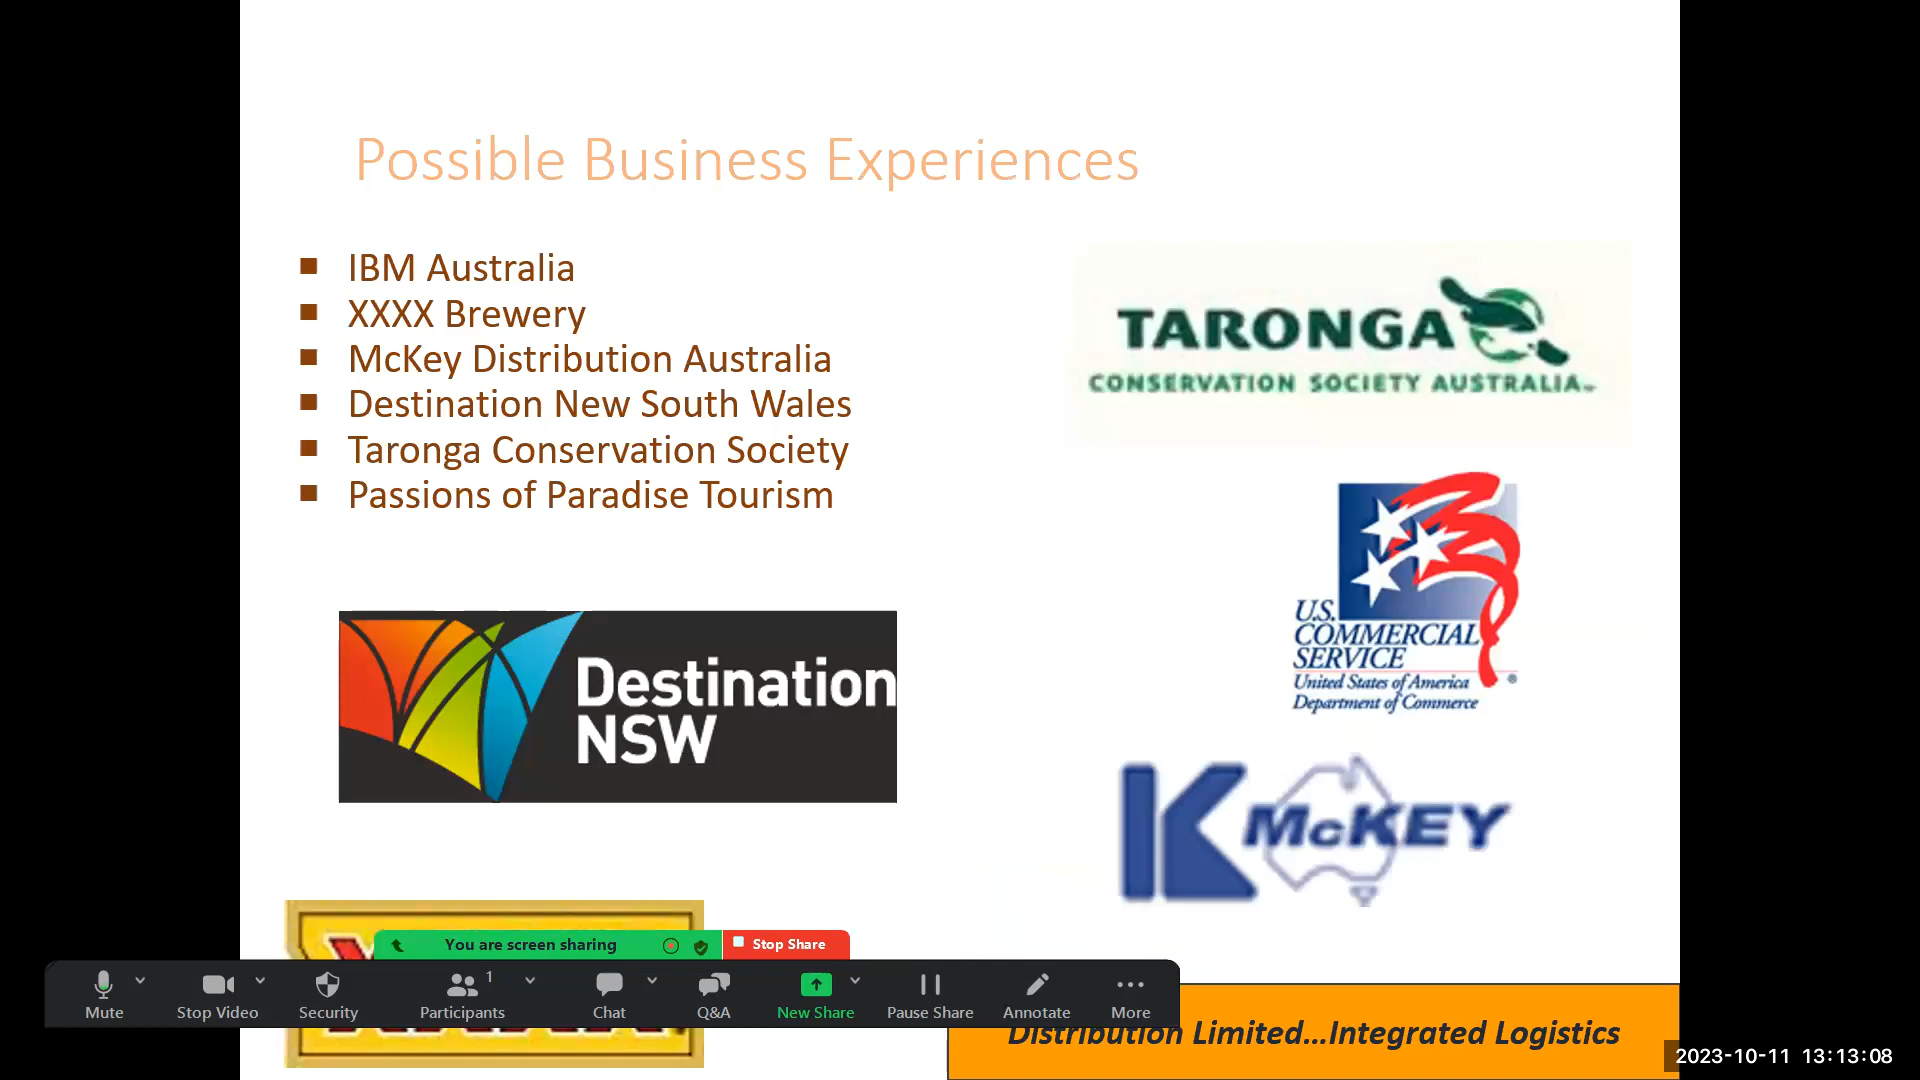 Possible Business Experiences
IBM Australia
XXXX Brewery
McKey Distribution Australia
Destination New South Wales
Taronga Conservation Society
Passions of Paradise Tourism
TARONGA
CONSERVATION SOCIETY AUSTRALIA
U.S.
COMMERCIAL
SERVICE
United States of America
Department of Commerce
Destination
NSW
K McKEY
You are screen sharing
Stop Share
Mute
Stop Video
Security
Participants 1
Chat
Q&A
New Share
Pause Share
Annotate
More
Distribution Limited...Integrated Logistics
2023-10-11 13:13:08